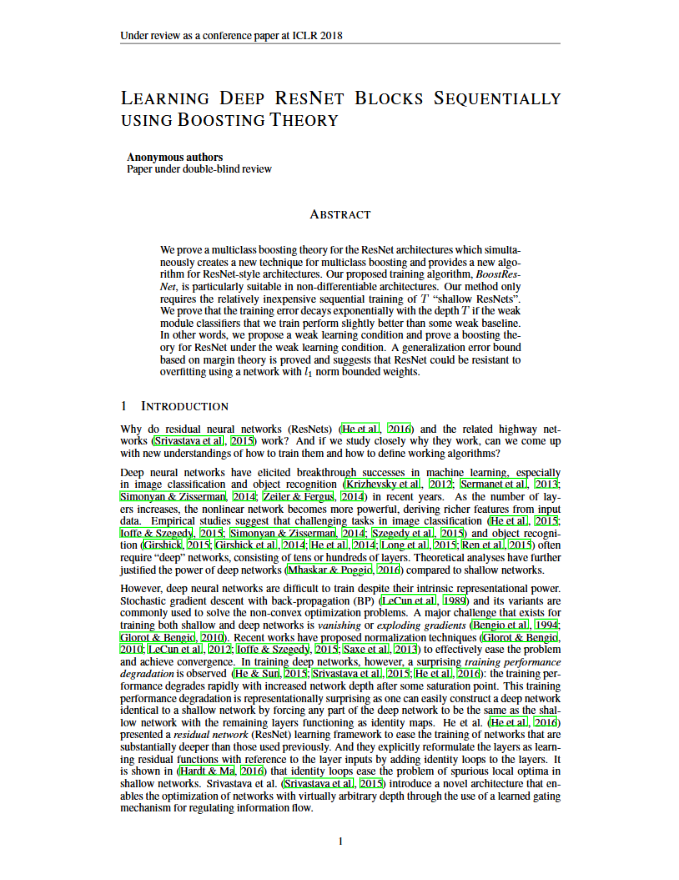 Under review as a conference paper at ICLR 2018
LEARNING DEEP RESNET BLOCKS SEQUENTIALLY
USING BOOSTING THEORY
Anonymous authors
Paper under double-blind review
ABSTRACT
We prove a multiclass boosting theory for the ResNet architectures which simulta-
neously creates a new technique for multiclass boosting and provides a new algo-
rithm for ResNet-style architectures. Our proposed training algorithm, BoostRes-
Net, is particularly suitable in non-differentiable architectures. Our method only
requires the relatively inexpensive sequential training of T “shallow ResNets”.
We prove that the training error decays exponentially with the depth T if the weak
module classifiers that we train perform slightly better than some weak baseline.
In other words, we propose a weak learning condition and prove a boosting the-
ory for ResNet under the weak learning condition. A generalization error bound
based on margin theory is proved and suggests that ResNet could be resistant to
overfitting using a network with l₁ norm bounded weights.
1 INTRODUCTION
Why do residual neural networks (ResNets) (He et al., 2016) and the related highway net-
works (Srivastava et al., 2015) work? And if we study closely why they work, can we come up
with new understandings of how to train them and how to define working algorithms?
Deep neural networks have elicited breakthrough successes in machine learning, especially
in image classification and object recognition (Krizhevsky et al., 2012; Sermanet et al., 2013;
Simonyan & Zisserman, 2014; Zeiler & Fergus, 2014) in recent years. As the number of lay-
ers increases, the nonlinear network becomes more powerful, deriving richer features from input
data. Empirical studies suggest that challenging tasks in image classification (He et al., 2015;
Ioffe & Szegedy, 2015; Simonyan & Zisserman, 2014; Szegedy et al., 2015) and object recogni-
tion (Girshick, 2015; Girshick et al., 2014; He et al., 2014; Long et al., 2015; Ren et al., 2015) often
require “deep” networks, consisting of tens or hundreds of layers. Theoretical analyses have further
justified the power of deep networks (Mhaskar & Poggio, 2016) compared to shallow networks.
However, deep neural networks are difficult to train despite their intrinsic representational power.
Stochastic gradient descent with back-propagation (BP) (LeCun et al., 1989) and its variants are
commonly used to solve the non-convex optimization problems. A major challenge that exists for
training both shallow and deep networks is vanishing or exploding gradients (Bengio et al., 1994;
Glorot & Bengio, 2010). Recent works have proposed normalization techniques (Glorot & Bengio,
2010; LeCun et al., 2012; Ioffe & Szegedy, 2015; Saxe et al., 2013) to effectively ease the problem
and achieve convergence. In training deep networks, however, a surprising training performance
degradation is observed (He & Sun, 2015; Srivastava et al., 2015; He et al., 2016): the training per-
formance degrades rapidly with increased network depth after some saturation point. This training
performance degradation is representationally surprising as one can easily construct a deep network
identical to a shallow network by forcing any part of the deep network to be the same as the shal-
low network with the remaining layers functioning as identity maps. He et al. (He et al., 2016)
presented a residual network (ResNet) learning framework to ease the training of networks that are
substantially deeper than those used previously. And they explicitly reformulate the layers as learn-
ing residual functions with reference to the layer inputs by adding identity loops to the layers. It
is shown in (Hardt & Ma, 2016) that identity loops ease the problem of spurious local optima in
shallow networks. Srivastava et al. (Srivastava et al., 2015) introduce a novel architecture that en-
ables the optimization of networks with virtually arbitrary depth through the use of a learned gating
mechanism for regulating information flow.
1